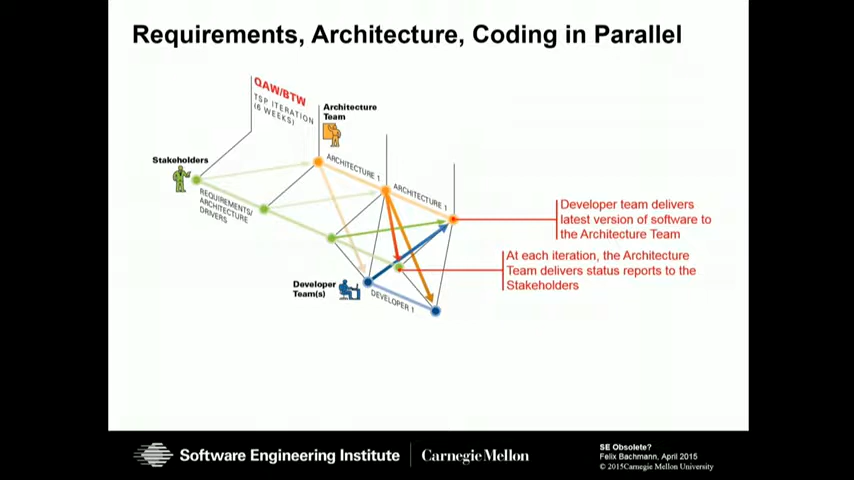 Requirements, Architecture, Coding in Parallel
QAW/BTW
TSP ITERATION
(6 WEEKS)
Architecture
Team
Stakeholders
ARCHITECTURE 1
ARCHITECTURE 1
REQUIREMENTS/
ARCHITECTURE
DRIVERS
Developer team delivers
latest version of software to
the Architecture Team
At each iteration, the Architecture
Team delivers status reports to the
Stakeholders
Developer
Team(s)
DEVELOPER 1
Software Engineering Institute
Carnegie Mellon
SE Obsolete?
Felix Bachmann, April 2015
© 2015Carnegie Mellon University